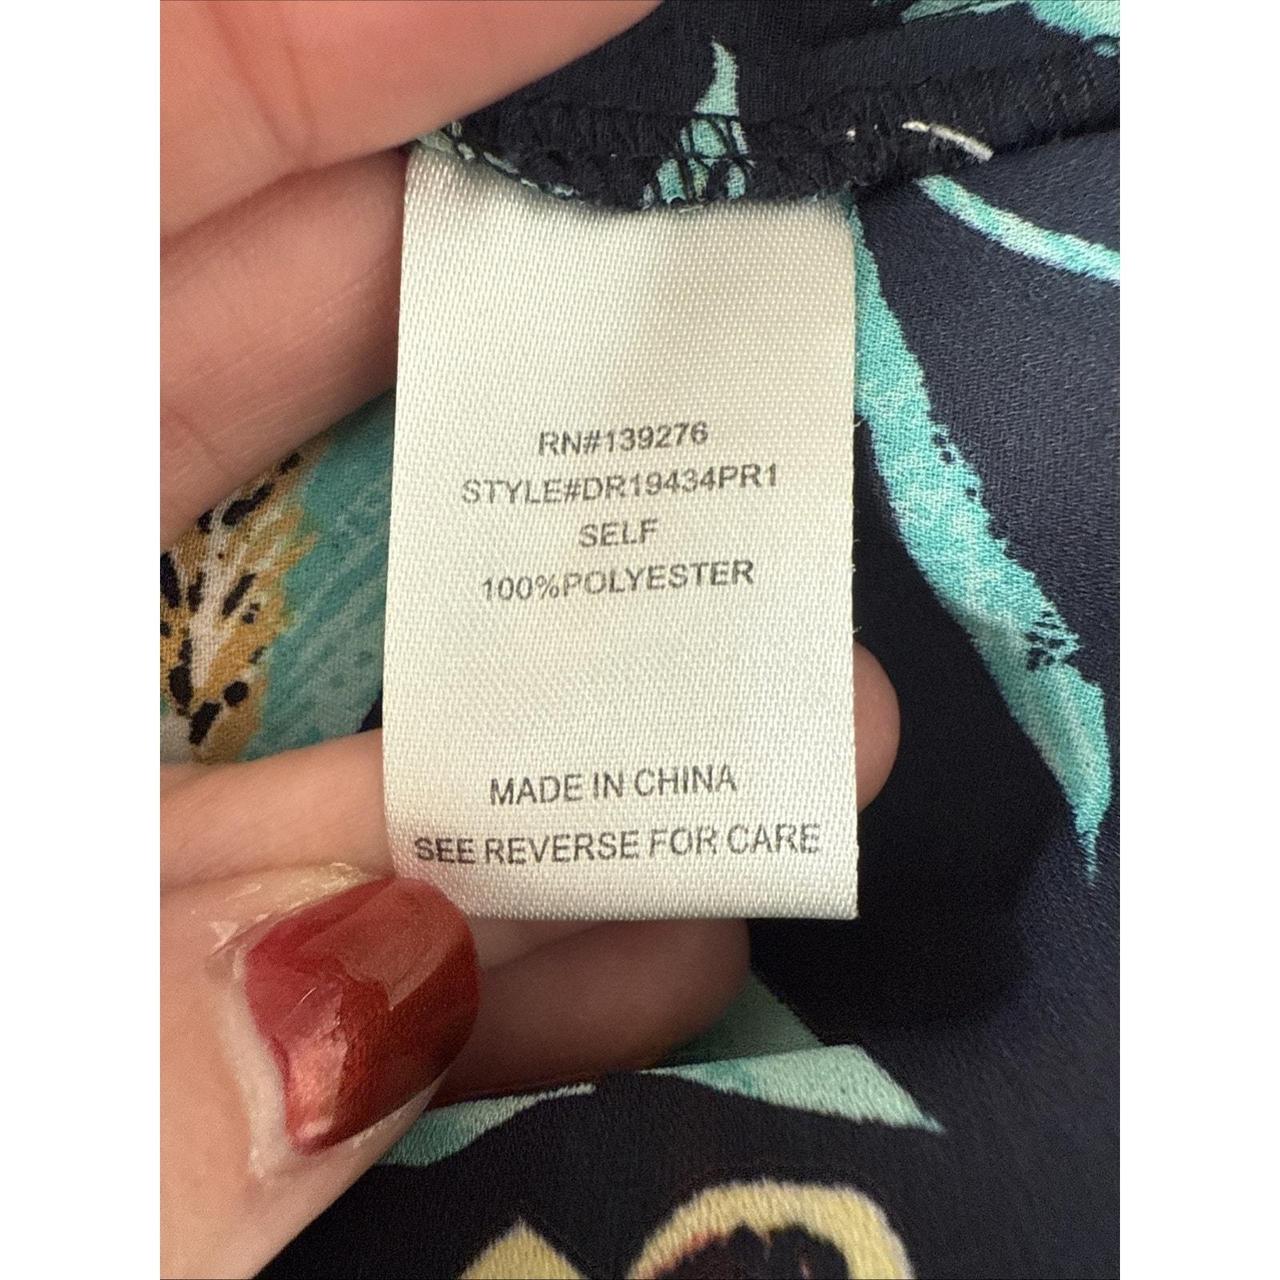 RN#139276
STYLE#DR19434PR1
SELF
100%POLYESTER
MADE IN CHINA
SEE REVERSE FOR CARE